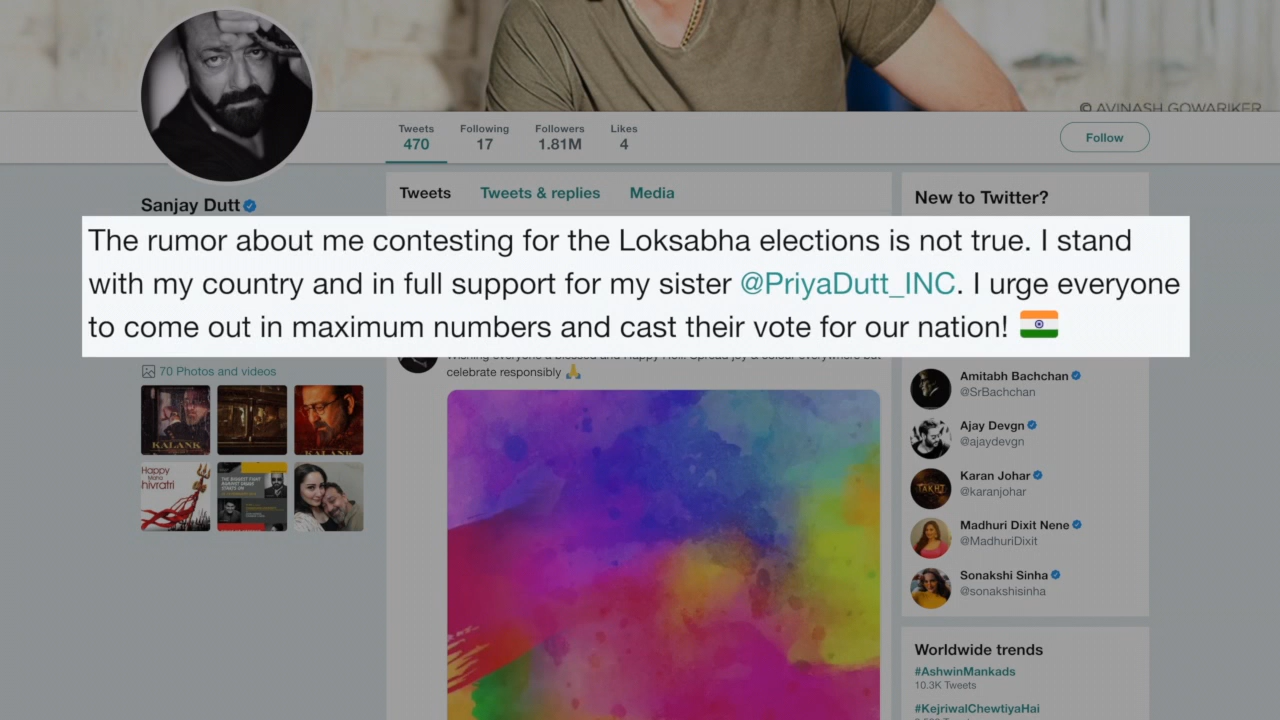 © AVINASH GOWARIKER
Tweets Following Followers Likes
470 17 1.81M 4
Follow
Tweets Tweets & replies Media
New to Twitter?
Sanjay Dutt
The rumor about me contesting for the Loksabha elections is not true. I stand
with my country and in full support for my sister @PriyaDutt_INC. I urge everyone
to come out in maximum numbers and cast their vote for our nation! 🇮🇳
celebrate responsibly 🙏
70 Photos and videos
KALANK
KALANK
Happy
Maha
hivratri
Amitabh Bachchan
@SrBachchan
Ajay Devgn
@ajaydevgn
Karan Johar
@karanjohar
TAKHT
Madhuri Dixit Nene
@MadhuriDixit
Sonakshi Sinha
@sonakshisinha
Worldwide trends
#AshwinMankads
10.3K Tweets
#KejriwalChewtiyaHai